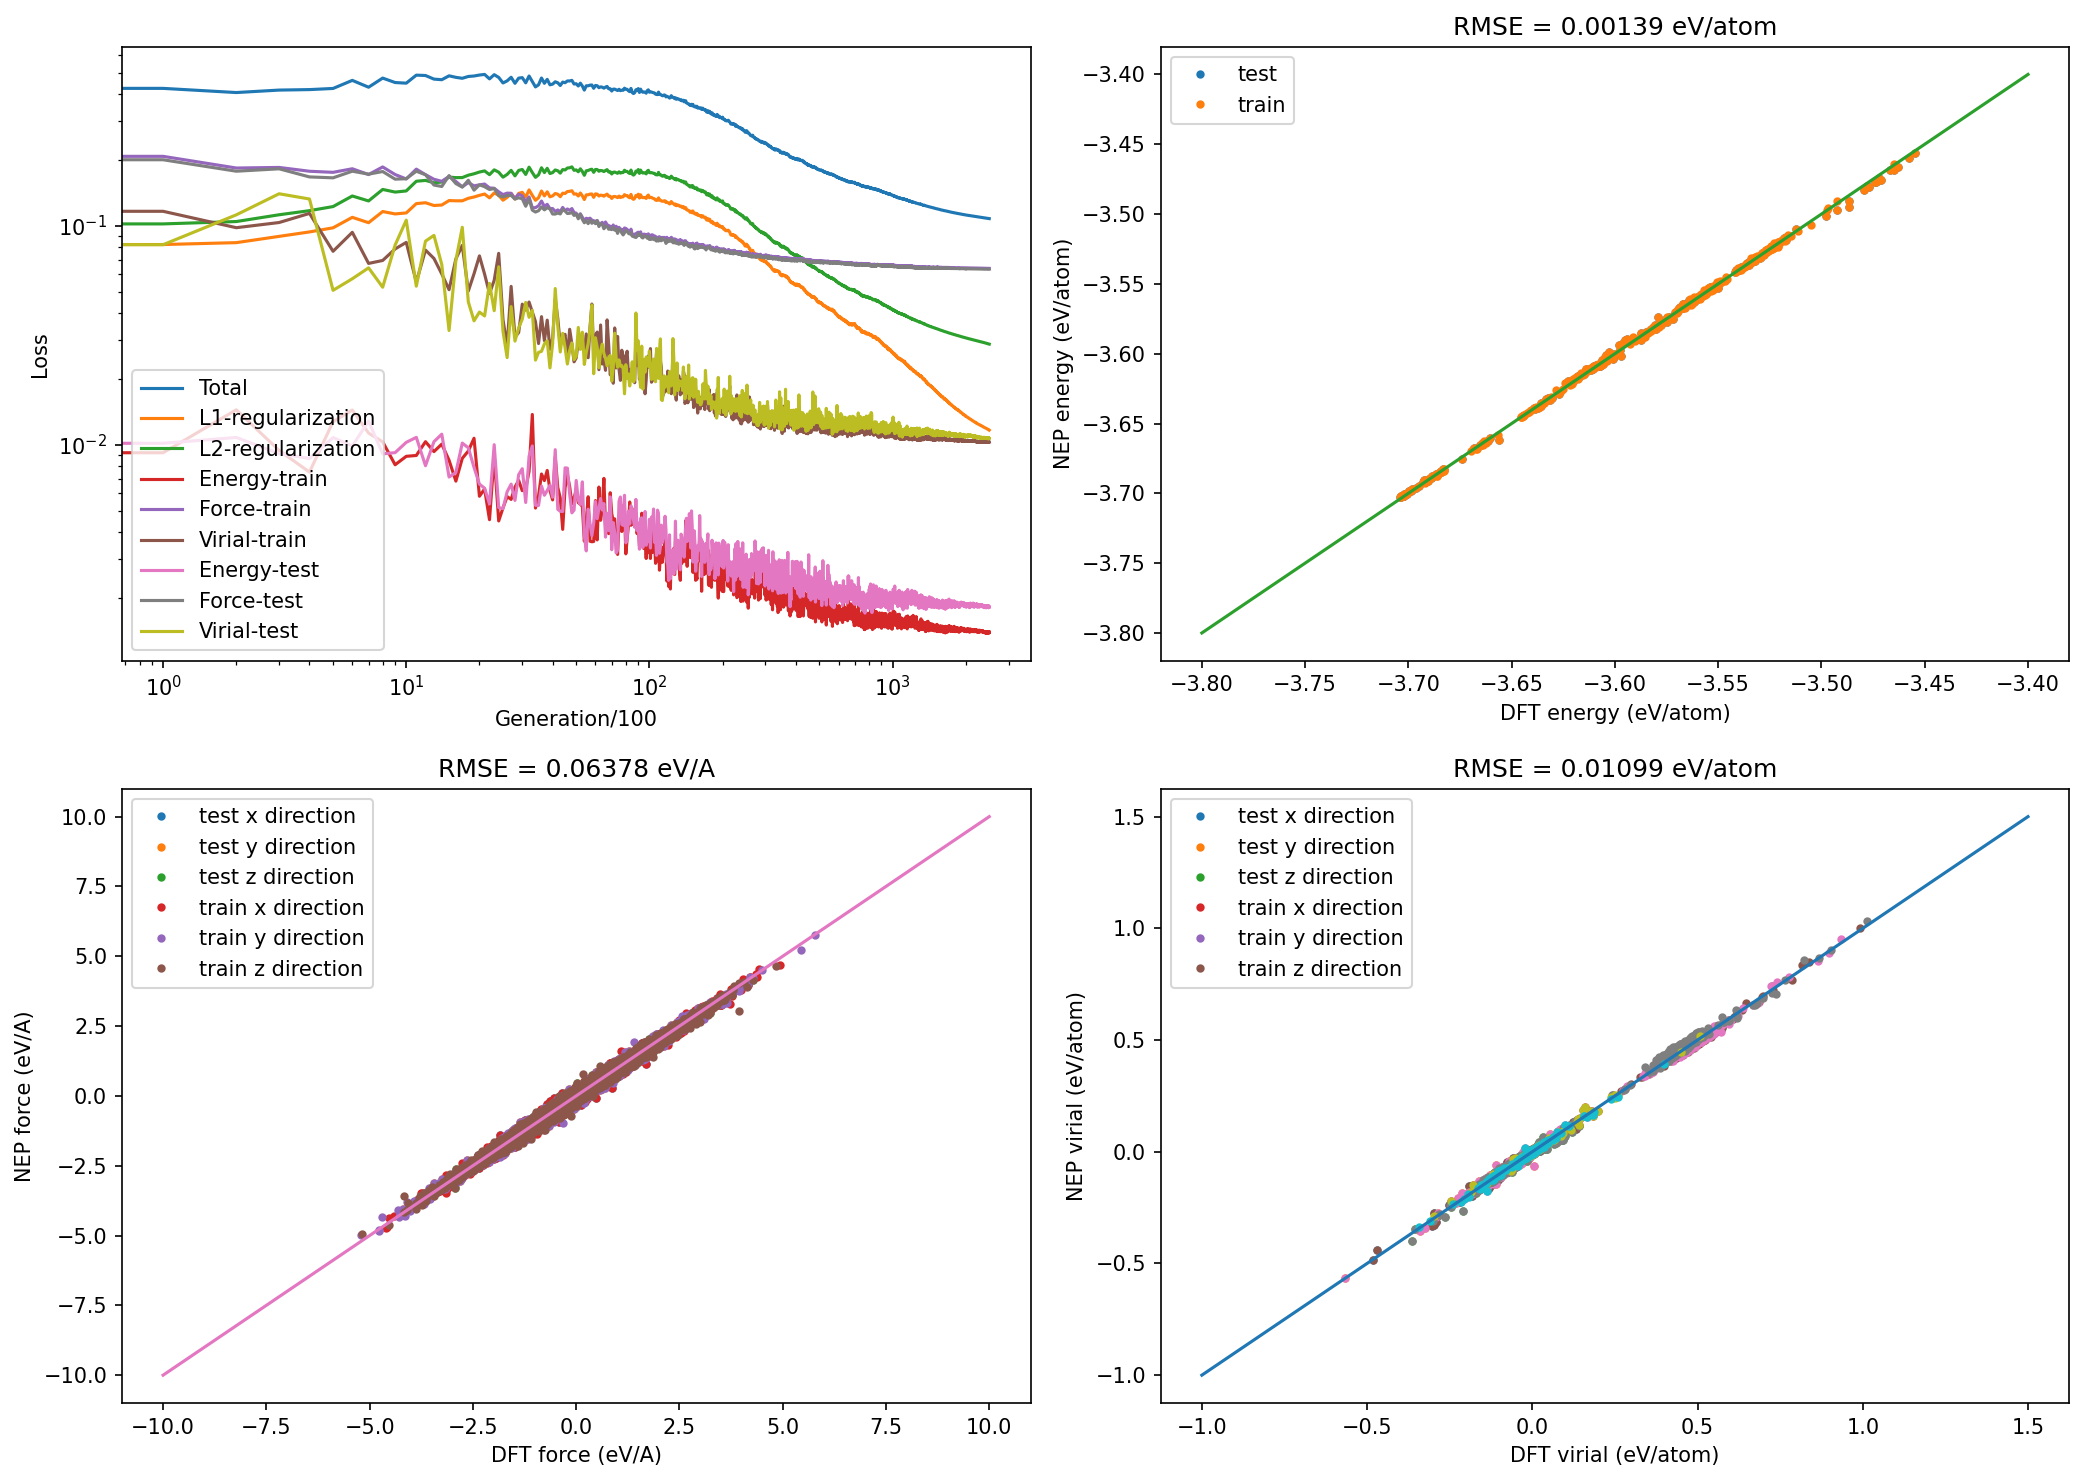 RMSE = 0.00139 eV/atom
Loss
10⁻¹
10⁻²
Total
L1-regularization
L2-regularization
Energy-train
Force-train
Virial-train
Energy-test
Force-test
Virial-test
10⁰ 10¹ 10² 10³
Generation/100
NEP energy (eV/atom)
−3.40
−3.45
−3.50
−3.55
−3.60
−3.65
−3.70
−3.75
−3.80
test
train
−3.80 −3.75 −3.70 −3.65 −3.60 −3.55 −3.50 −3.45 −3.40
DFT energy (eV/atom)
RMSE = 0.06378 eV/A
NEP force (eV/A)
10.0
7.5
5.0
2.5
0.0
−2.5
−5.0
−7.5
−10.0
test x direction
test y direction
test z direction
train x direction
train y direction
train z direction
−10.0 −7.5 −5.0 −2.5 0.0 2.5 5.0 7.5 10.0
DFT force (eV/A)
RMSE = 0.01099 eV/atom
NEP virial (eV/atom)
1.5
1.0
0.5
0.0
−0.5
−1.0
test x direction
test y direction
test z direction
train x direction
train y direction
train z direction
−1.0 −0.5 0.0 0.5 1.0 1.5
DFT virial (eV/atom)